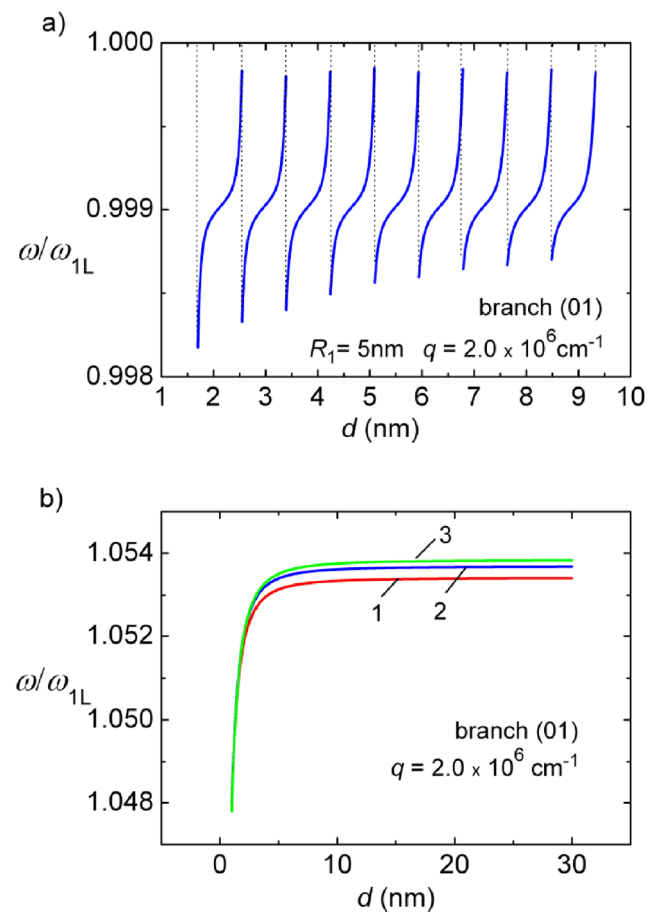 a)
1.000
0.999
0.998
ω/ω1L
branch (01)
R1= 5nm q = 2.0 x 10^6cm^-1
1 2 3 4 5 6 7 8 9 10
d (nm)
b)
1.054
1.052
1.050
1.048
ω/ω1L
3
1
2
branch (01)
q = 2.0 x 10^6 cm^-1
0 10 20 30
d (nm)